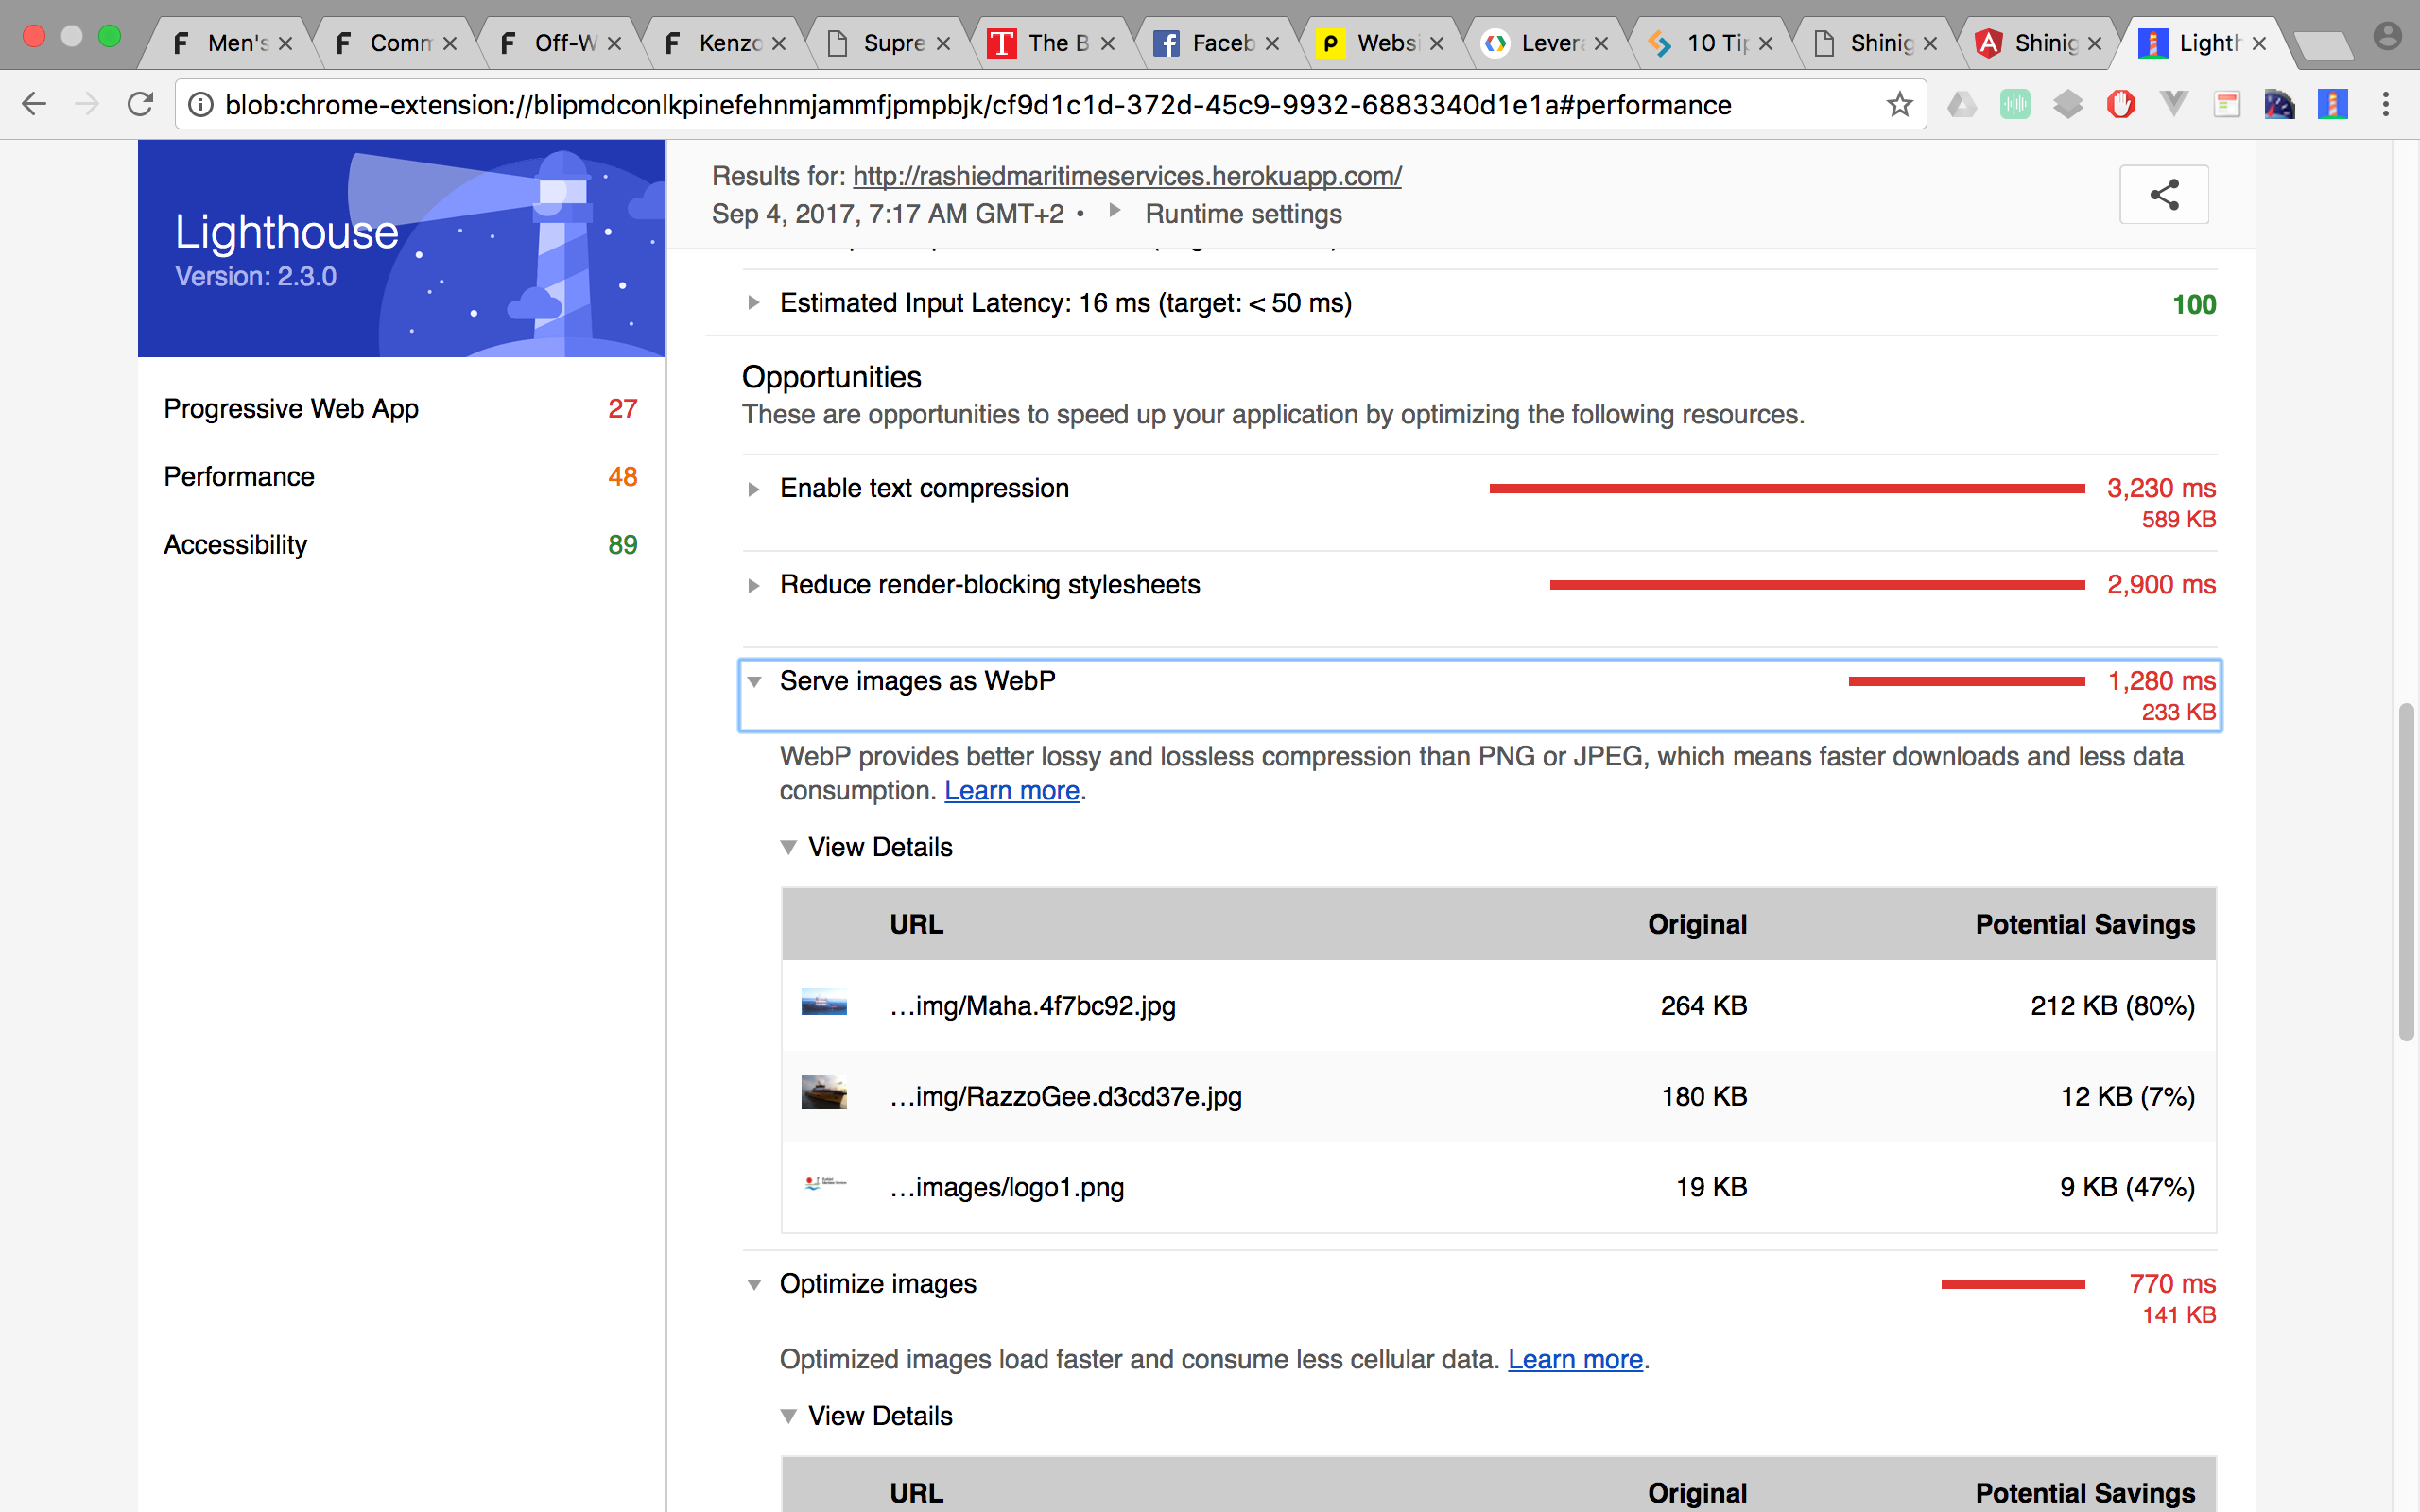 Men's
Comm
Off-W
Kenzo
Supre
The B
Faceb
Websi
Levera
10 Tip
Shinig
Shinig
Lighth
blob:chrome-extension://blipmdconlkpinefehnmjammfjpmpbjk/cf9d1c1d-372d-45c9-9932-6883340d1e1a#performance
Lighthouse
Version: 2.3.0
Progressive Web App 27
Performance 48
Accessibility 89
Results for: http://rashiedmaritimeservices.herokuapp.com/
Sep 4, 2017, 7:17 AM GMT+2 • Runtime settings
Estimated Input Latency: 16 ms (target: < 50 ms) 100
Opportunities
These are opportunities to speed up your application by optimizing the following resources.
Enable text compression 3,230 ms
589 KB
Reduce render-blocking stylesheets 2,900 ms
Serve images as WebP 1,280 ms
233 KB
WebP provides better lossy and lossless compression than PNG or JPEG, which means faster downloads and less data
consumption. Learn more.
View Details
URL Original Potential Savings
…img/Maha.4f7bc92.jpg 264 KB 212 KB (80%)
…img/RazzoGee.d3cd37e.jpg 180 KB 12 KB (7%)
…images/logo1.png 19 KB 9 KB (47%)
Optimize images 770 ms
141 KB
Optimized images load faster and consume less cellular data. Learn more.
View Details
URL Original Potential Savings